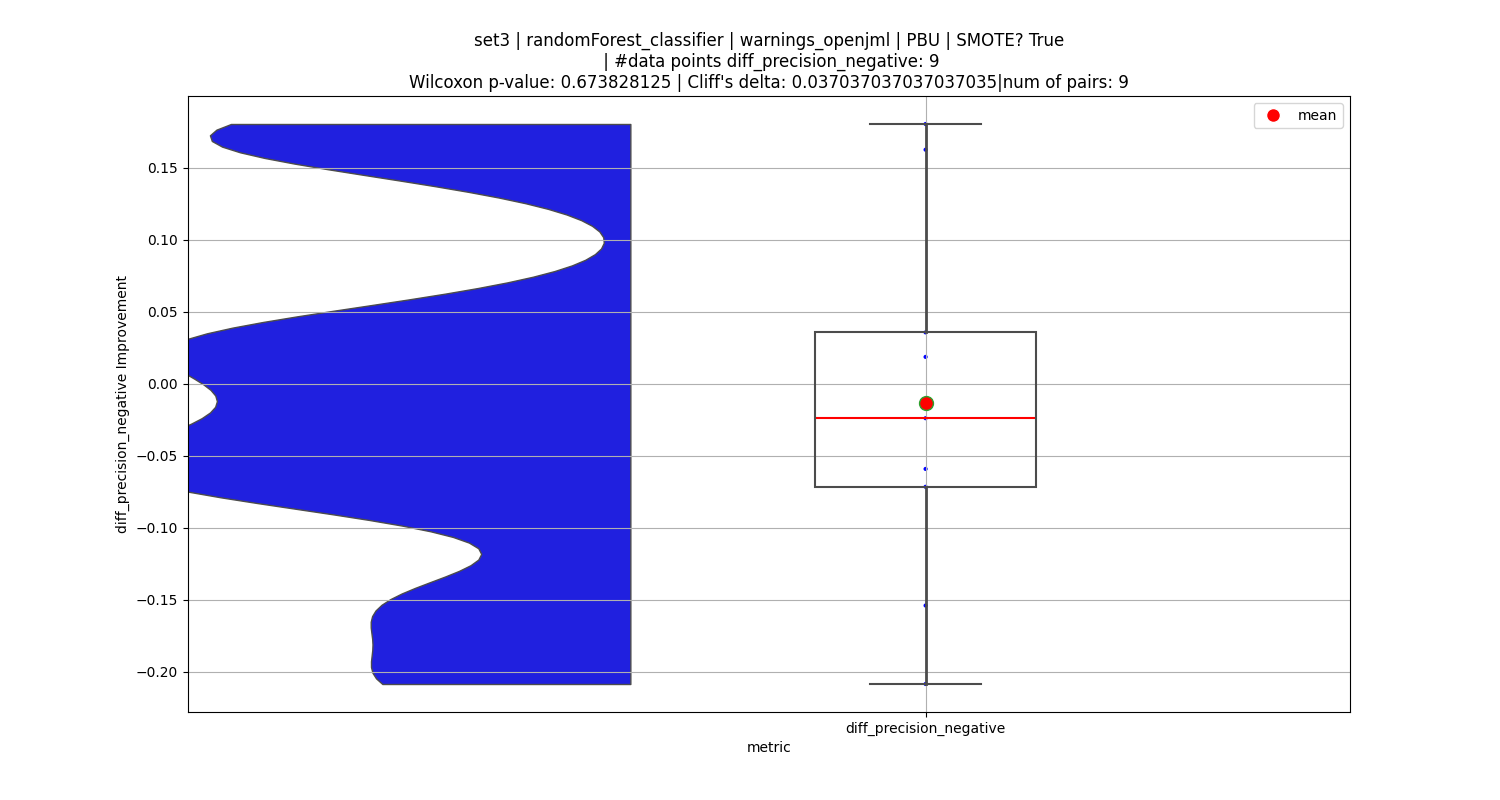 set3 | randomForest_classifier | warnings_openjml | PBU | SMOTE? True
| #data points diff_precision_negative: 9
Wilcoxon p-value: 0.673828125 | Cliff's delta: 0.037037037037037035|num of pairs: 9
mean
0.15
0.10
0.05
0.00
−0.05
−0.10
−0.15
−0.20
diff_precision_negative Improvement
diff_precision_negative
metric